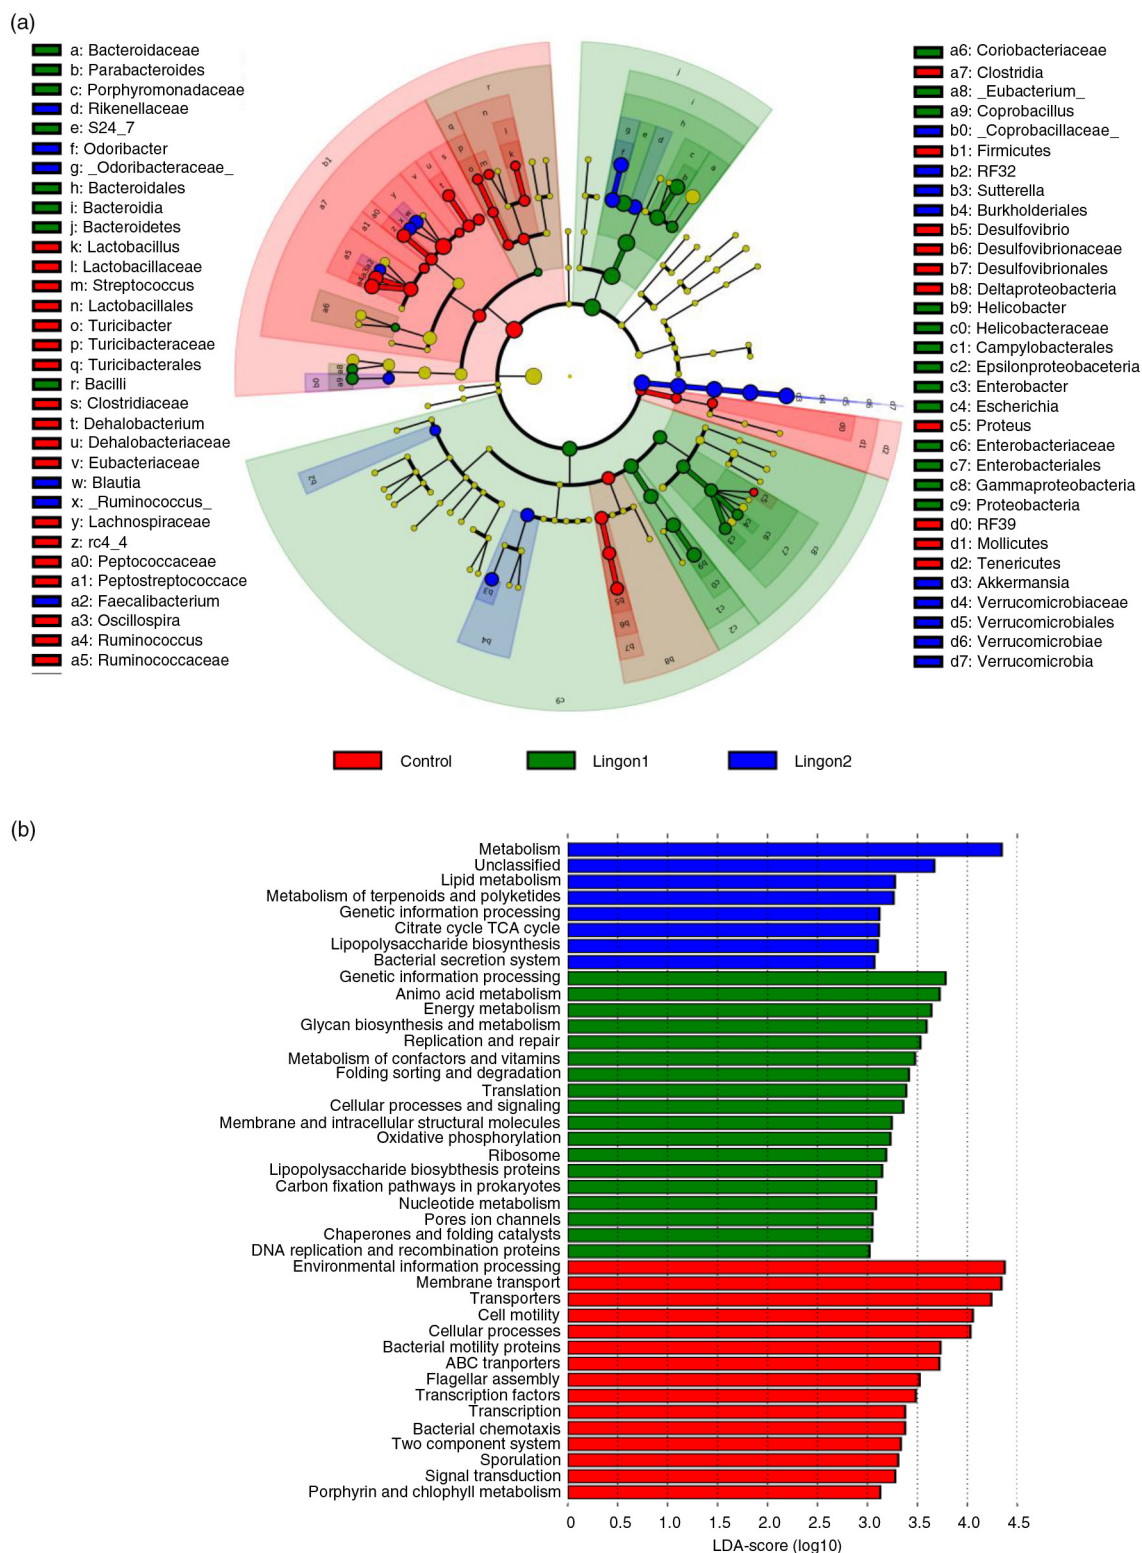 (a)
a: Bacteroidaceae
b: Parabacteroides
c: Porphyromonadaceae
d: Rikenellaceae
e: S24_7
f: Odoribacter
g: _Odoribacteraceae_
h: Bacteroidales
i: Bacteroidia
j: Bacteroidetes
k: Lactobacillus
l: Lactobacillaceae
m: Streptococcus
n: Lactobacillales
o: Turicibacter
p: Turicibacteraceae
q: Turicibacterales
r: Bacilli
s: Clostridiaceae
t: Dehalobacterium
u: Dehalobacteriaceae
v: Eubacteriaceae
w: Blautia
x: _Ruminococcus_
y: Lachnospiraceae
z: rc4_4
a0: Peptococcaceae
a1: Peptostreptococcace
a2: Faecalibacterium
a3: Oscillospira
a4: Ruminococcus
a5: Ruminococcaceae
a6: Coriobacteriaceae
a7: Clostridia
a8: _Eubacterium_
a9: Coprobacillus
b0: _Coprobacillaceae_
b1: Firmicutes
b2: RF32
b3: Sutterella
b4: Burkholderiales
b5: Desulfovibrio
b6: Desulfovibrionaceae
b7: Desulfovibrionales
b8: Deltaproteobacteria
b9: Helicobacter
c0: Helicobacteraceae
c1: Campylobacterales
c2: Epsilonproteobaceteria
c3: Enterobacter
c4: Escherichia
c5: Proteus
c6: Enterobacteriaceae
c7: Enterobacteriales
c8: Gammaproteobacteria
c9: Proteobacteria
d0: RF39
d1: Mollicutes
d2: Tenericutes
d3: Akkermansia
d4: Verrucomicrobiaceae
d5: Verrucomicrobiales
d6: Verrucomicrobiae
d7: Verrucomicrobia
Control
Lingon1
Lingon2
(b)
Metabolism
Unclassified
Lipid metabolism
Metabolism of terpenoids and polyketides
Genetic information processing
Citrate cycle TCA cycle
Lipopolysaccharide biosynthesis
Bacterial secretion system
Genetic information processing
Animo acid metabolism
Energy metabolism
Glycan biosynthesis and metabolism
Replication and repair
Metabolism of confactors and vitamins
Folding sorting and degradation
Translation
Cellular processes and signaling
Membrane and intracellular structural molecules
Oxidative phosphorylation
Ribosome
Lipopolysaccharide biosybthesis proteins
Carbon fixation pathways in prokaryotes
Nucleotide metabolism
Pores ion channels
Chaperones and folding catalysts
DNA replication and recombination proteins
Environmental information processing
Membrane transport
Transporters
Cell motility
Cellular processes
Bacterial motility proteins
ABC tranporters
Flagellar assembly
Transcription factors
Transcription
Bacterial chemotaxis
Two component system
Sporulation
Signal transduction
Porphyrin and chlophyll metabolism
0 0.5 1.0 1.5 2.0 2.5 3.0 3.5 4.0 4.5
LDA-score (log10)